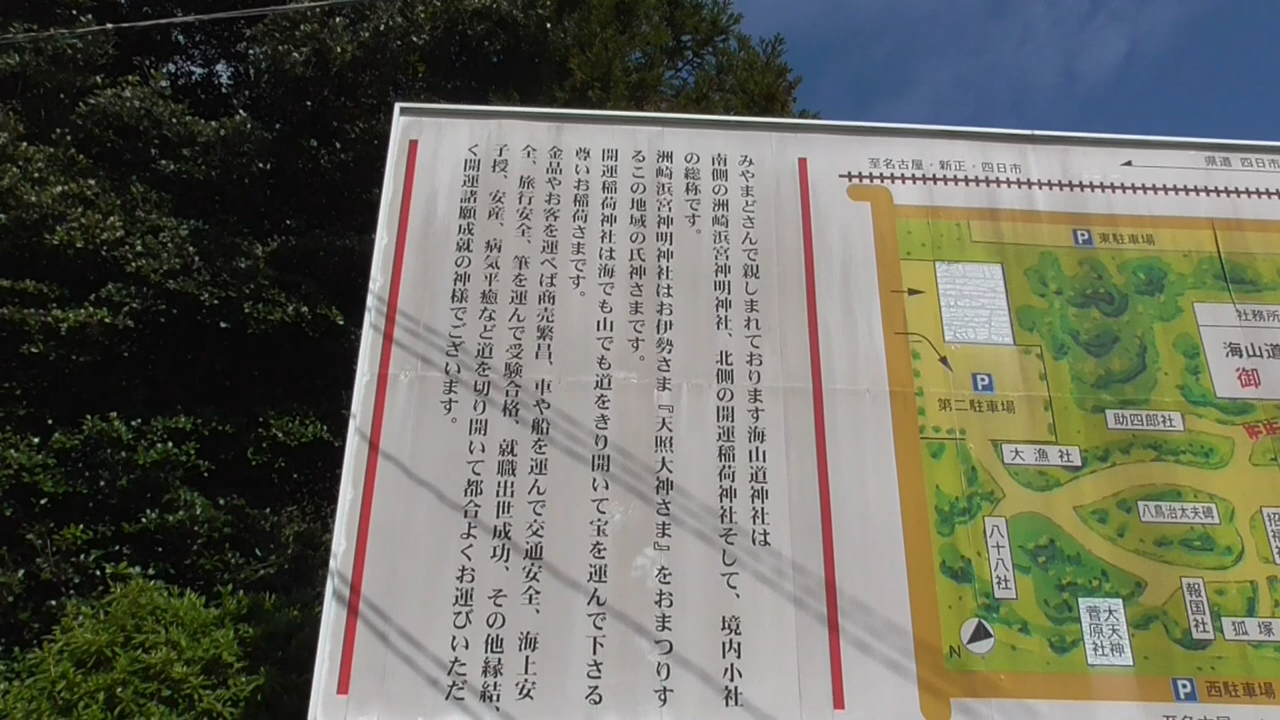 みやまどさんで親しまれております海山道神社は
南側の洲崎浜宮神明神社、北側の開運稲荷神社そして、境内小社
の総称です。
洲崎浜宮神明神社はお伊勢さま『天照大神さま』をおまつりす
るこの地域の氏神さまです。
開運稲荷神社は海でも山でも道をきり開いて宝を運んで下さる
尊いお稲荷さまです。
金品やお客を運べば商売繁昌、車や船を運んで交通安全、海上安
全、旅行安全、筆を運んで受験合格、就職出世成功、その他縁結、
子授、安産、病気平癒など道を切り開いて都合よくお運びいただ
く開運諸願成就の神様でございます。
至名古屋・新正・四日市
県道 四日市
P 東駐車場
社務所
海山道
御
P
第二駐車場
助四郎社
大漁社
八鳥治太夫碑
八十八社
報国社
大天神
菅原社
狐塚
N
P 西駐車場